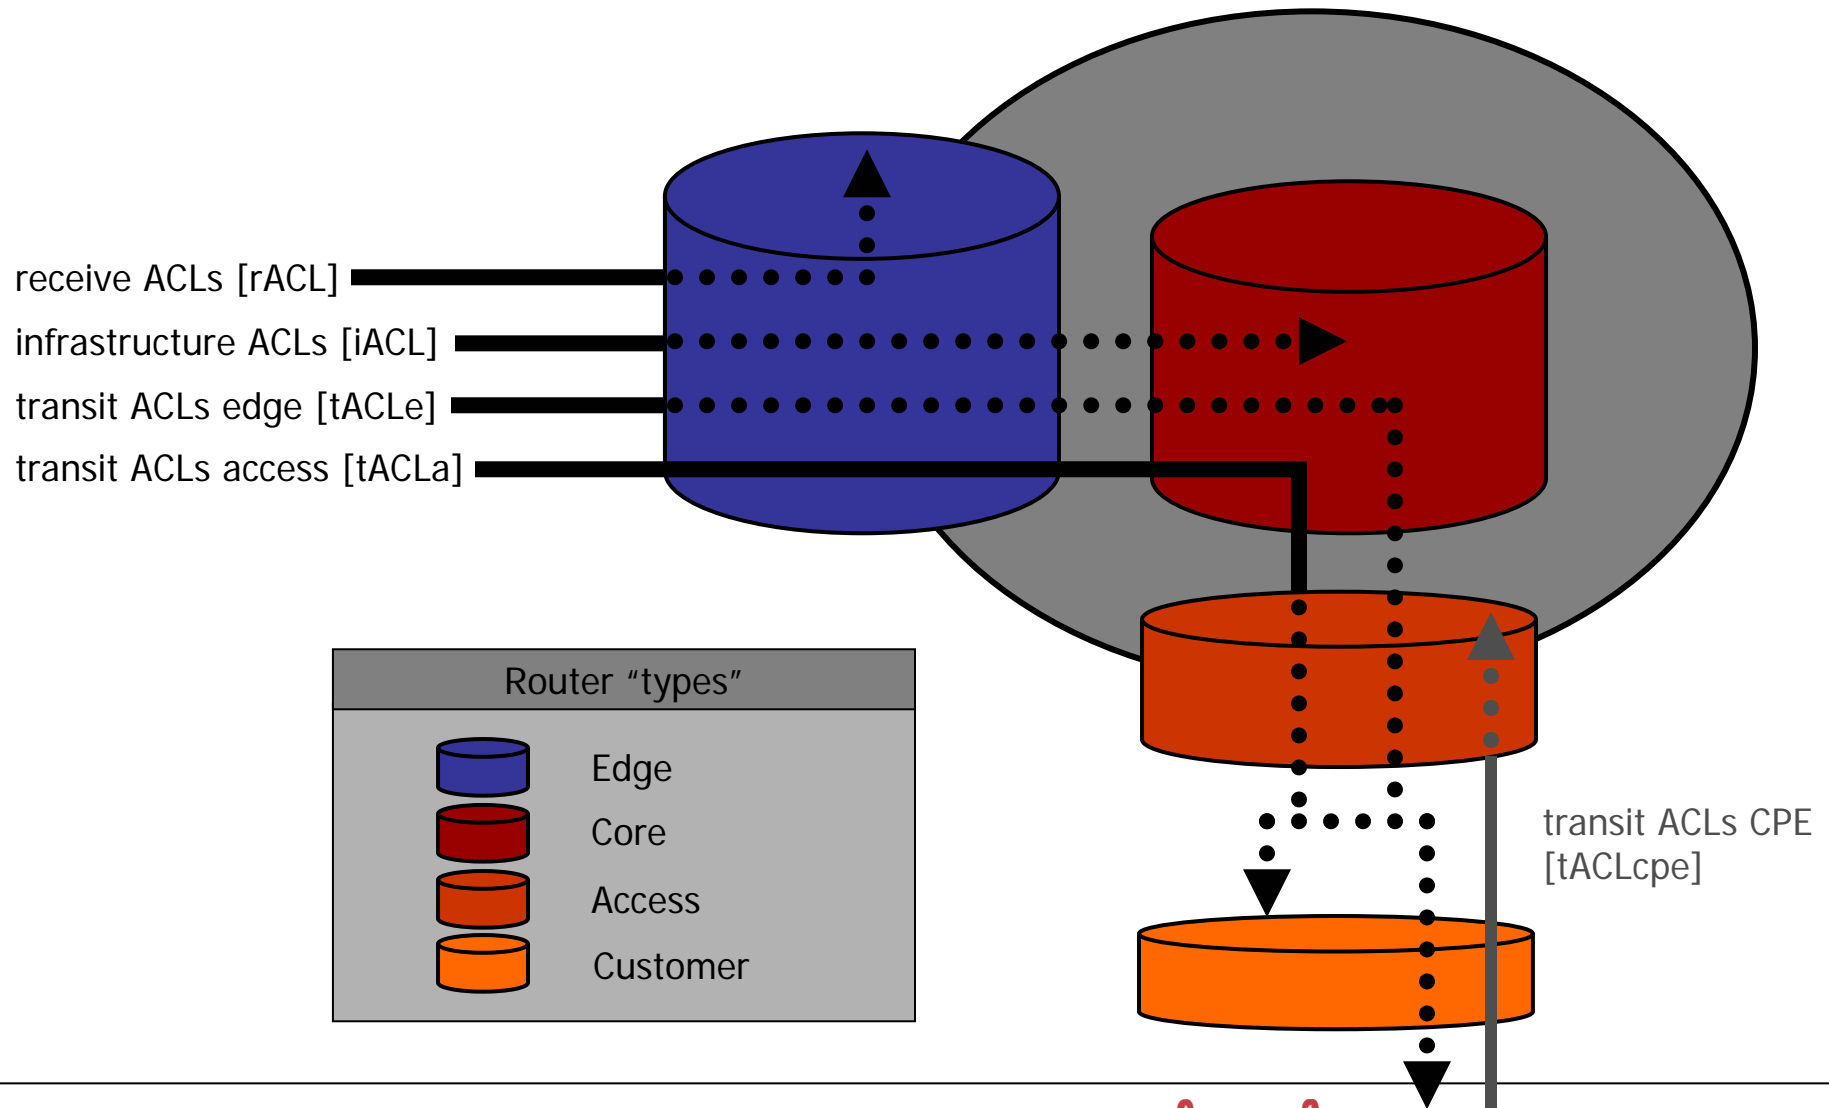 receive ACLs [rACL]
infrastructure ACLs [iACL]
transit ACLs edge [tACLe]
transit ACLs access [tACLa]
Router “types”
Edge
Core
Access
Customer
transit ACLs CPE
[tACLcpe]